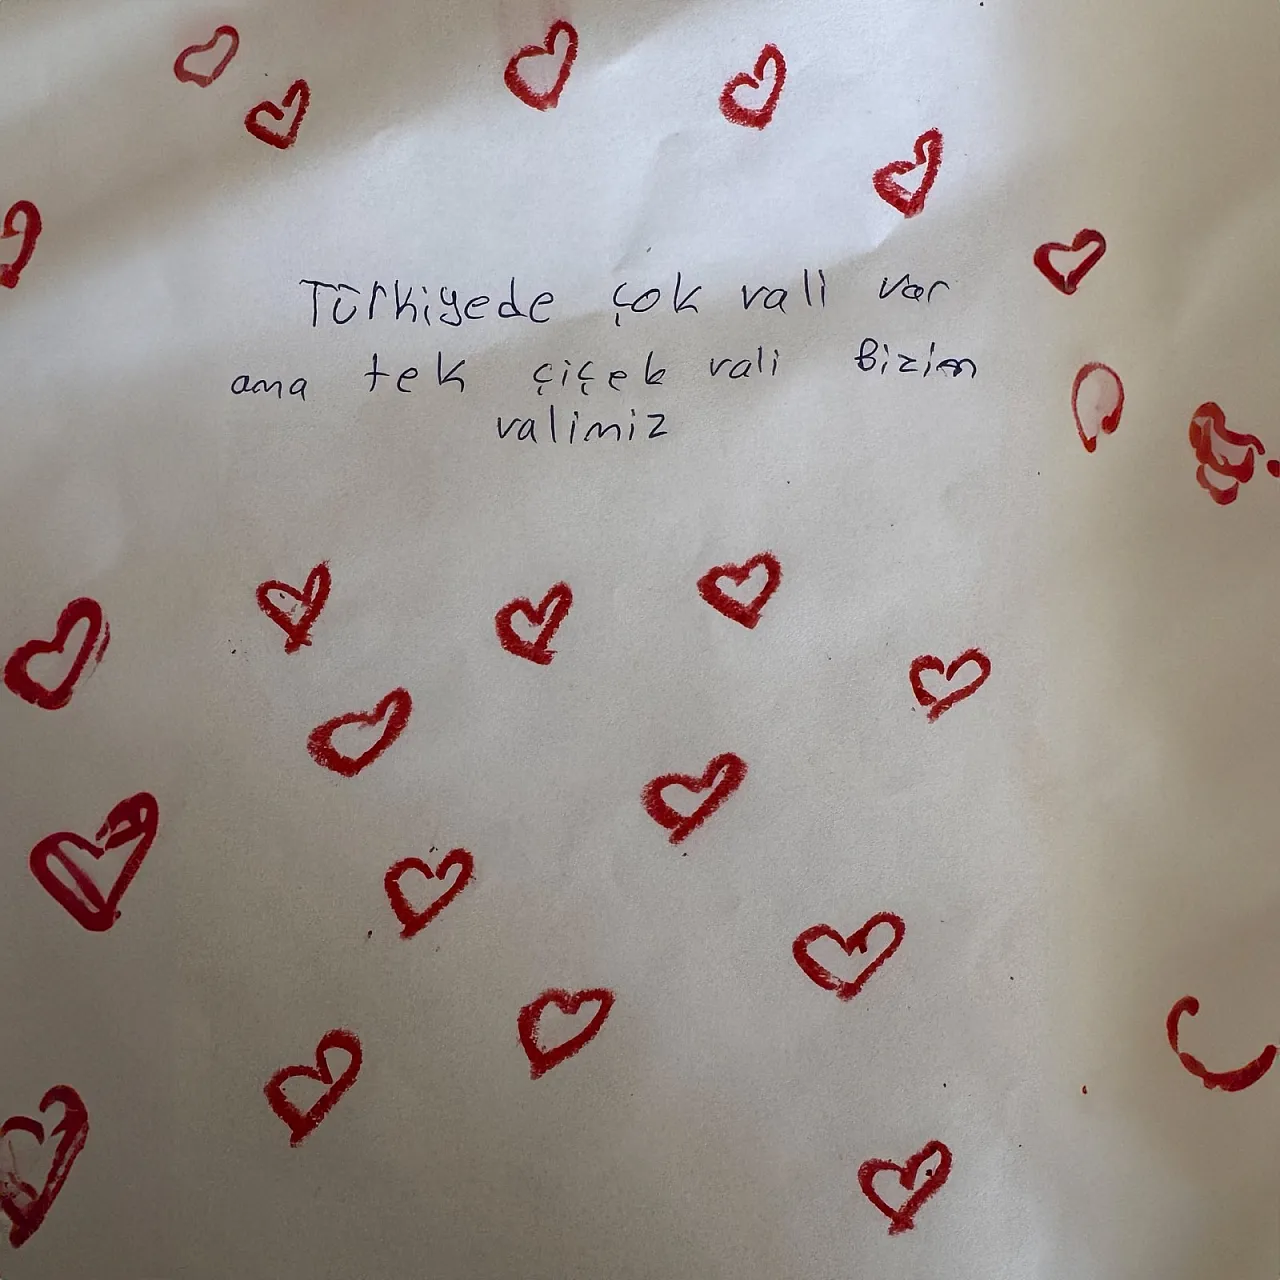 Türkiyede çok vali var
ama tek çiçek vali Bizim
valimiz